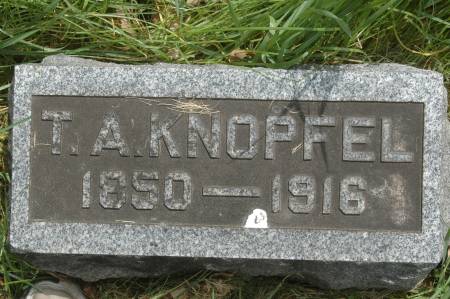 T. A. KNOPFEL
1850 — 1916